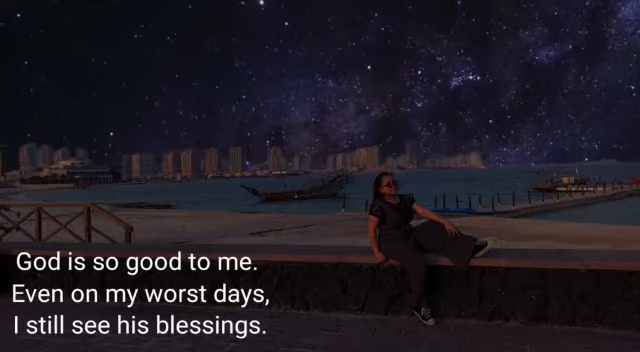 God is so good to me.
Even on my worst days,
I still see his blessings.